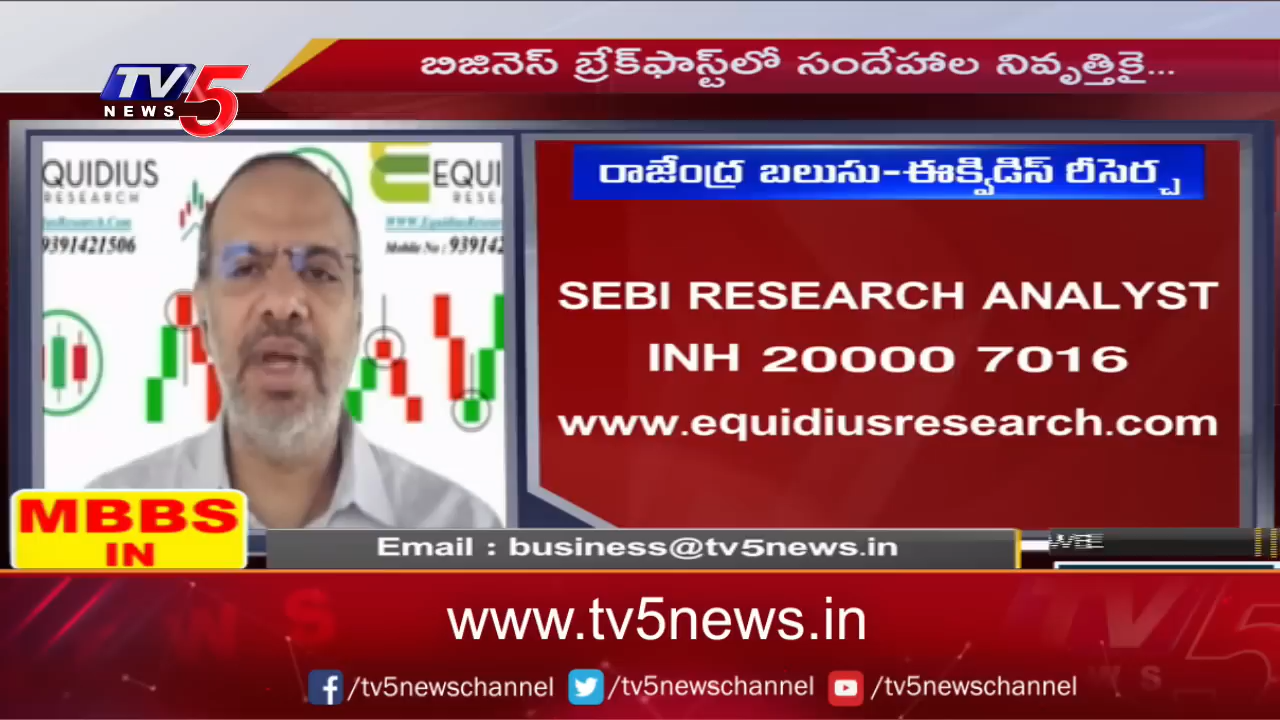 బిజినెస్ బ్రేక్‌ఫాస్ట్‌లో సందేహాల నివృత్తికై...
TV5
NEWS
EQUIDIUS
RESEARCH
9391421506
రాజేంద్ర బలుసు-ఈక్విడిస్ రీసెర్చ్
SEBI RESEARCH ANALYST
INH 20000 7016
www.equidiusresearch.com
MBBS
IN
Email : business@tv5news.in
www.tv5news.in
/tv5newschannel /tv5newschannel /tv5newschannel